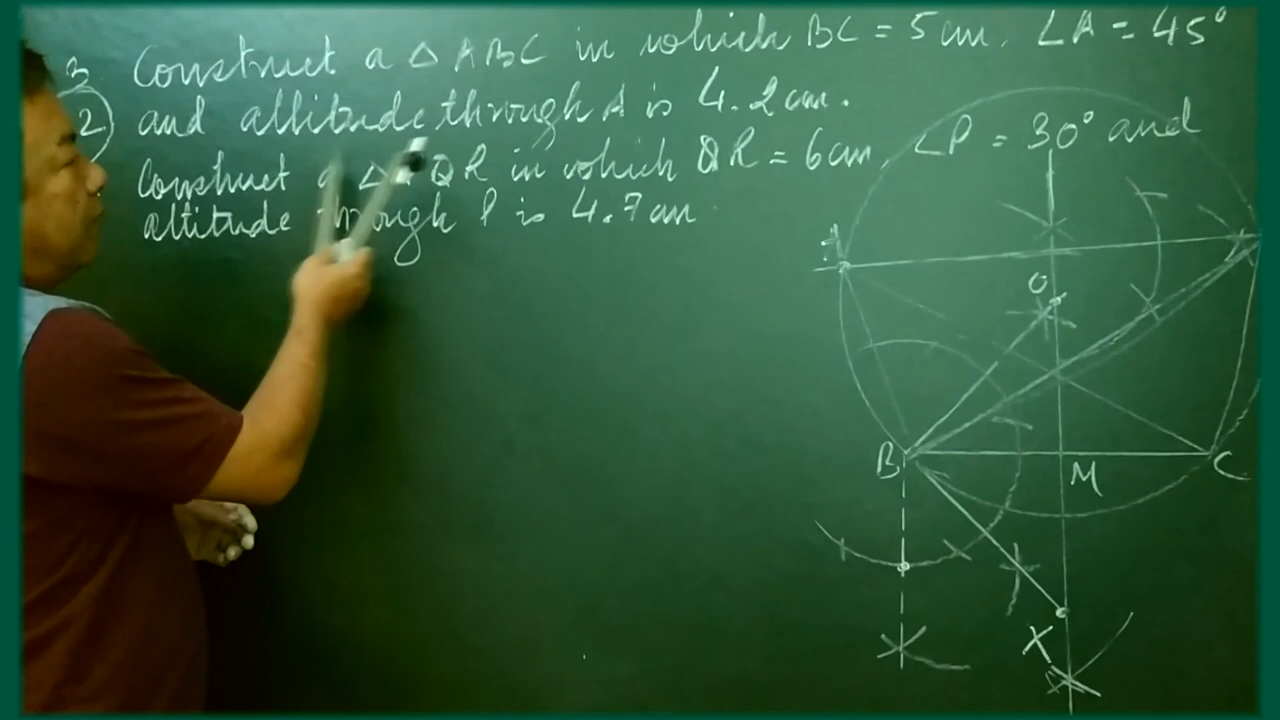 3. Construct a △ ABC in which BC = 5 cm, ∠A = 45°
2) and altitude through A is 4.2 cm.
Construct a △ PQR in which QR = 6 cm, ∠P = 30° and
altitude through P is 4.7 cm
A
O
B
M
C
X